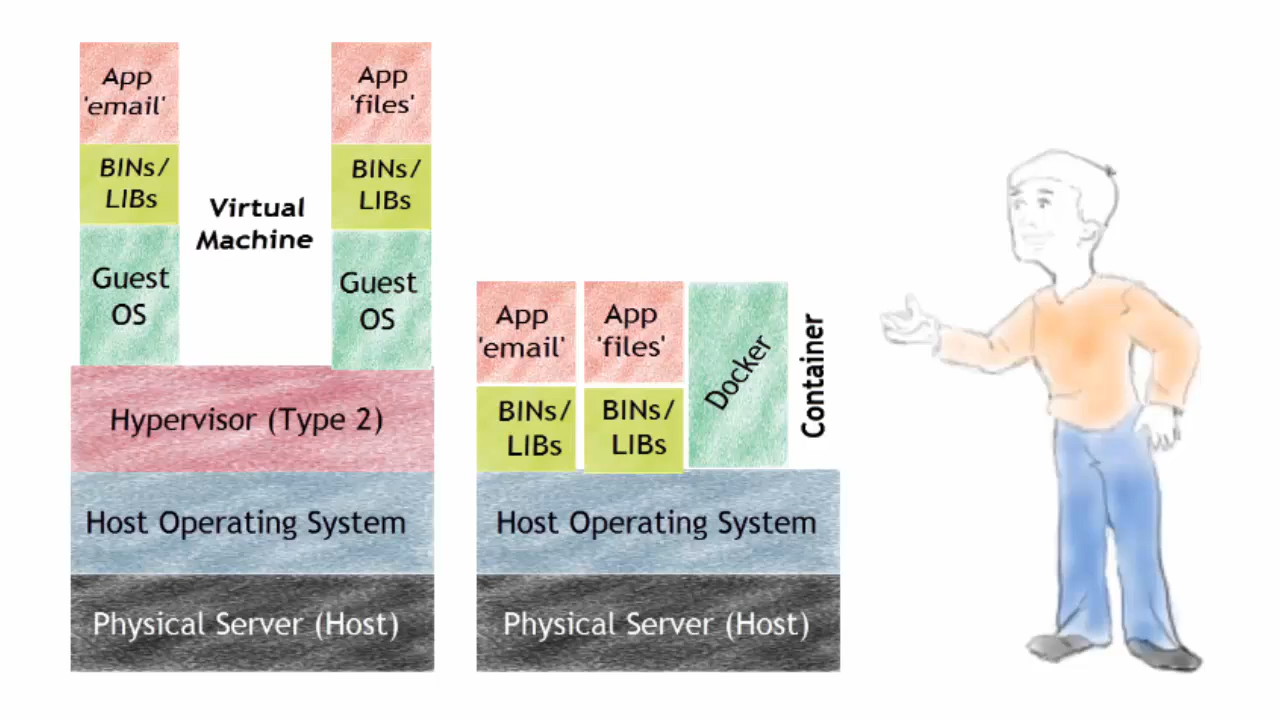 App
'email'
BINs/
LIBs
Guest
OS
Virtual
Machine
App
'files'
BINs/
LIBs
Guest
OS
Hypervisor (Type 2)
Host Operating System
Physical Server (Host)
App
'email'
BINs/
LIBs
App
'files'
BINs/
LIBs
Docker
Container
Host Operating System
Physical Server (Host)